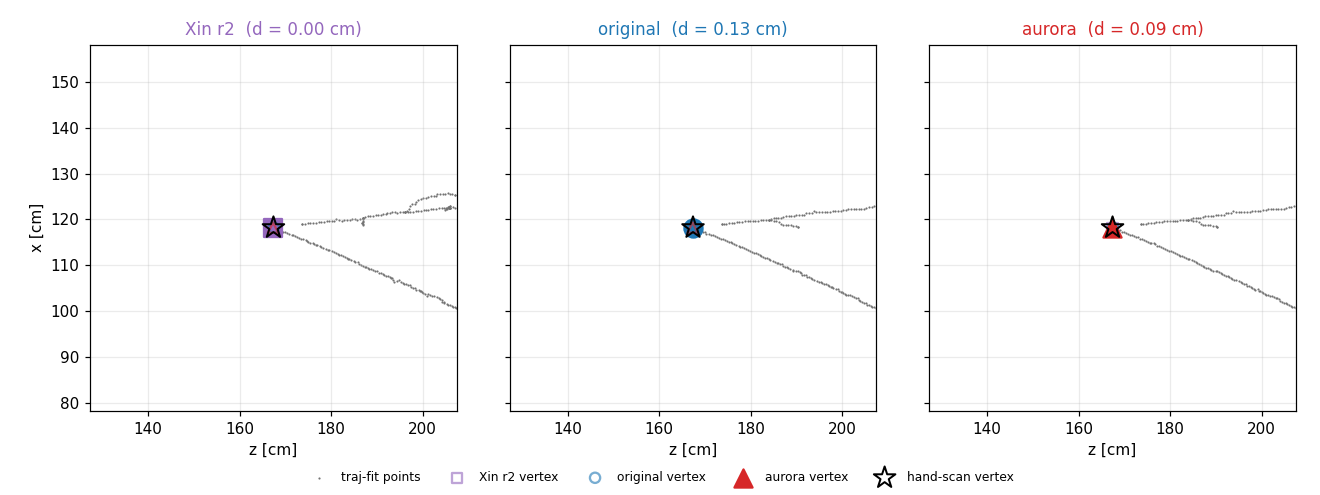 Xin r2  (d = 0.00 cm)
original  (d = 0.13 cm)
aurora  (d = 0.09 cm)
x [cm]
150
140
130
120
110
100
90
80
140 160 180 200
140 160 180 200
140 160 180 200
z [cm]
z [cm]
z [cm]
traj-fit points
Xin r2 vertex
original vertex
aurora vertex
hand-scan vertex